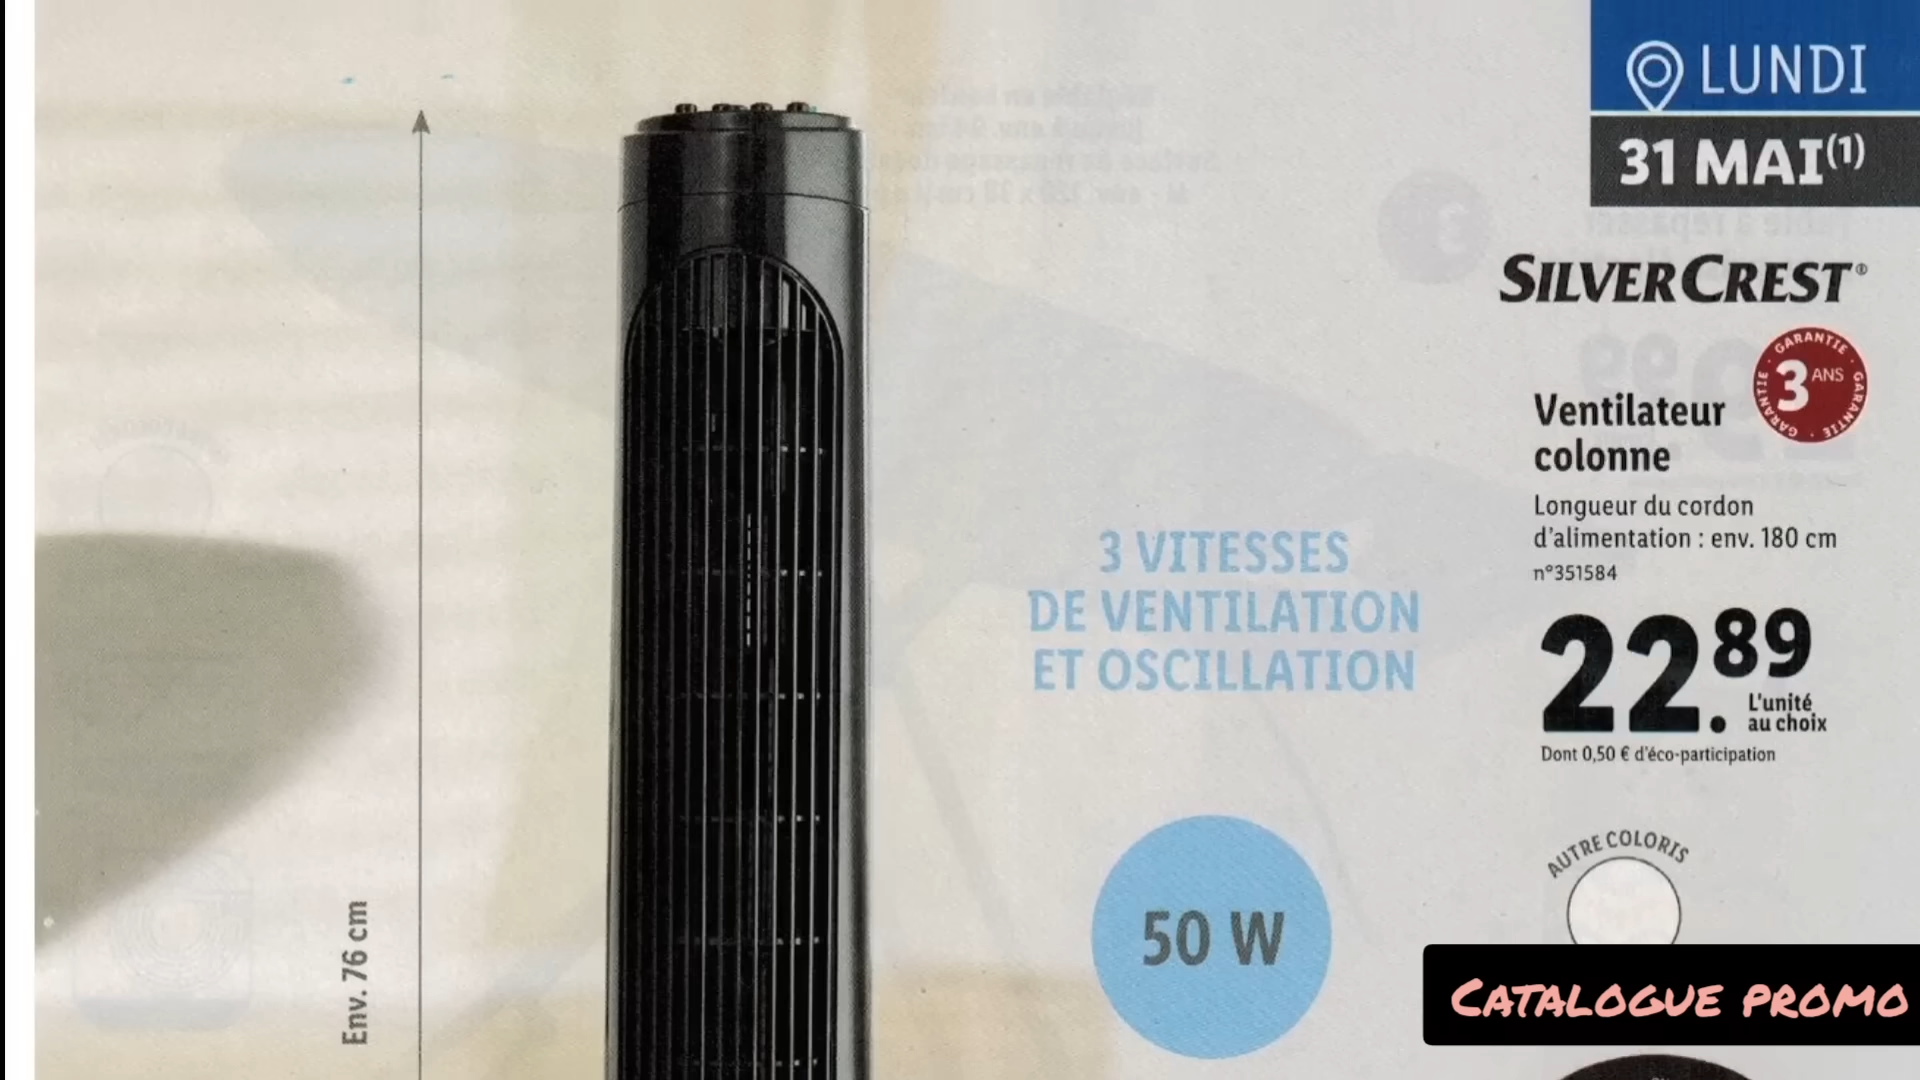 LUNDI
31 MAI(1)
SILVERCREST®
GARANTIE · GARANTIE · GARANTIE · GARANTIE
3 ANS
Ventilateur
colonne
Longueur du cordon
d'alimentation : env. 180 cm
n°351584
22.89
L'unité
au choix
Dont 0,50 € d'éco-participation
3 VITESSES
DE VENTILATION
ET OSCILLATION
50 W
AUTRE COLORIS
Env. 76 cm
CATALOGUE PROMO